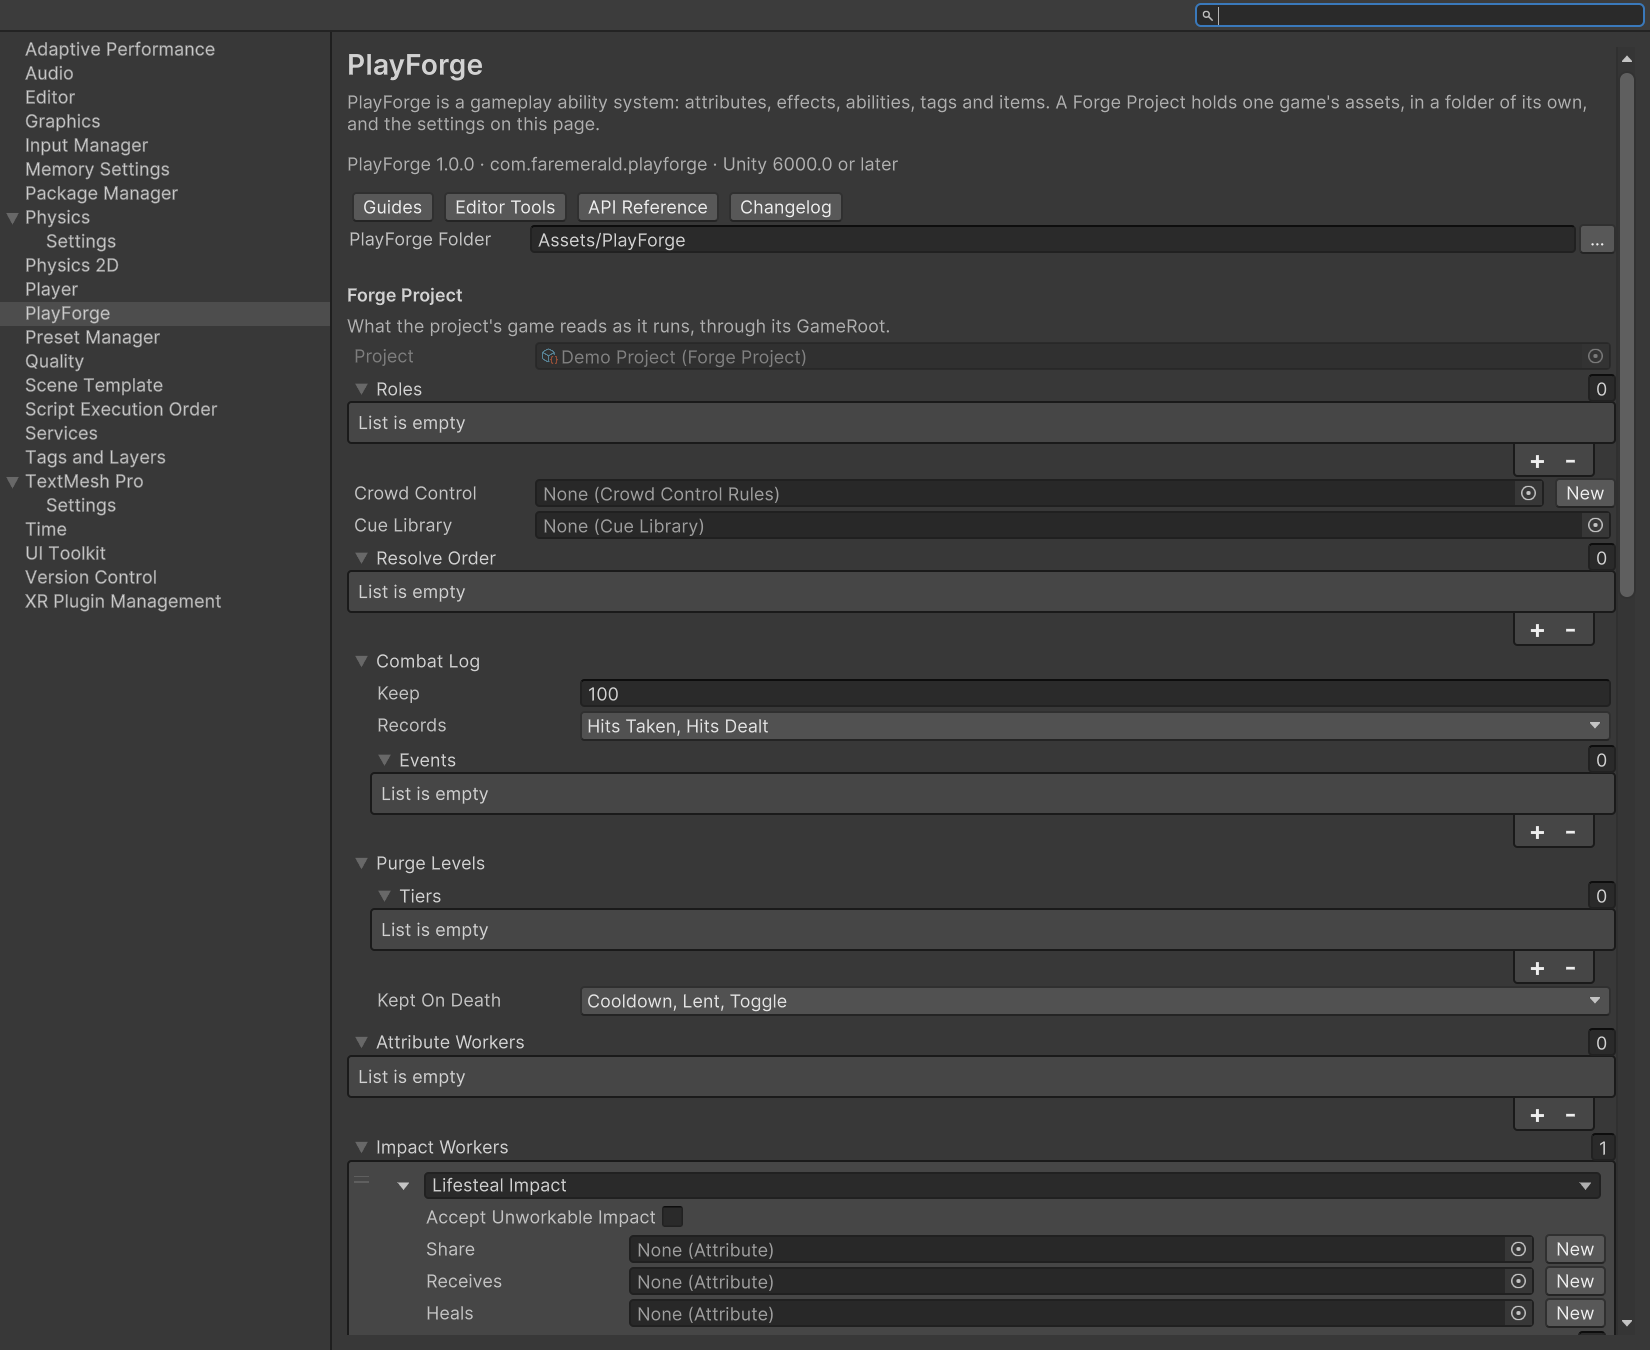 Adaptive Performance
Audio
Editor
Graphics
Input Manager
Memory Settings
Package Manager
Physics
Settings
Physics 2D
Player
PlayForge
Preset Manager
Quality
Scene Template
Script Execution Order
Services
Tags and Layers
TextMesh Pro
Settings
Time
UI Toolkit
Version Control
XR Plugin Management
PlayForge
PlayForge is a gameplay ability system: attributes, effects, abilities, tags and items. A Forge Project holds one game's assets, in a folder of its own,
and the settings on this page.
PlayForge 1.0.0 · com.faremerald.playforge · Unity 6000.0 or later
Guides Editor Tools API Reference Changelog
PlayForge Folder Assets/PlayForge ...
Forge Project
What the project's game reads as it runs, through its GameRoot.
Project Demo Project (Forge Project)
Roles 0
List is empty
+ -
Crowd Control None (Crowd Control Rules) New
Cue Library None (Cue Library)
Resolve Order 0
List is empty
+ -
Combat Log
Keep 100
Records Hits Taken, Hits Dealt
Events 0
List is empty
+ -
Purge Levels
Tiers 0
List is empty
+ -
Kept On Death Cooldown, Lent, Toggle
Attribute Workers 0
List is empty
+ -
Impact Workers 1
Lifesteal Impact
Accept Unworkable Impact
Share None (Attribute) New
Receives None (Attribute) New
Heals None (Attribute) New